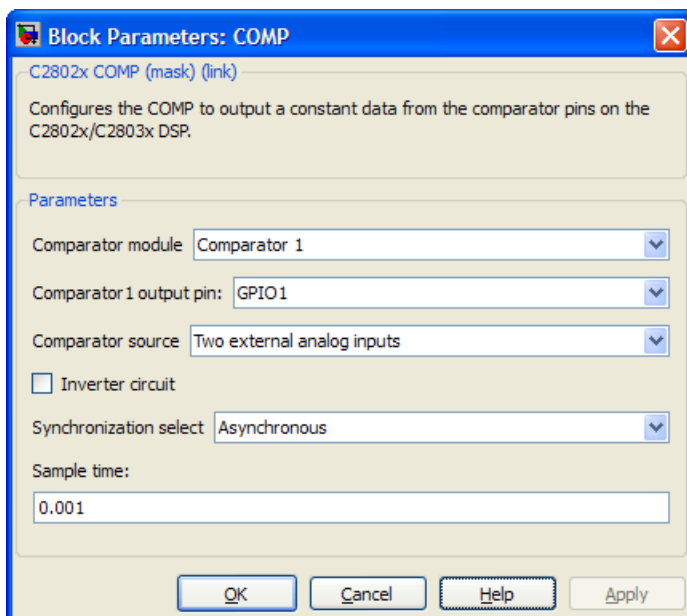 Block Parameters: COMP
C2802x COMP (mask) (link)
Configures the COMP to output a constant data from the comparator pins on the
C2802x/C2803x DSP.
Parameters
Comparator module Comparator 1
Comparator1 output pin: GPIO1
Comparator source Two external analog inputs
Inverter circuit
Synchronization select Asynchronous
Sample time:
0.001
OK Cancel Help Apply